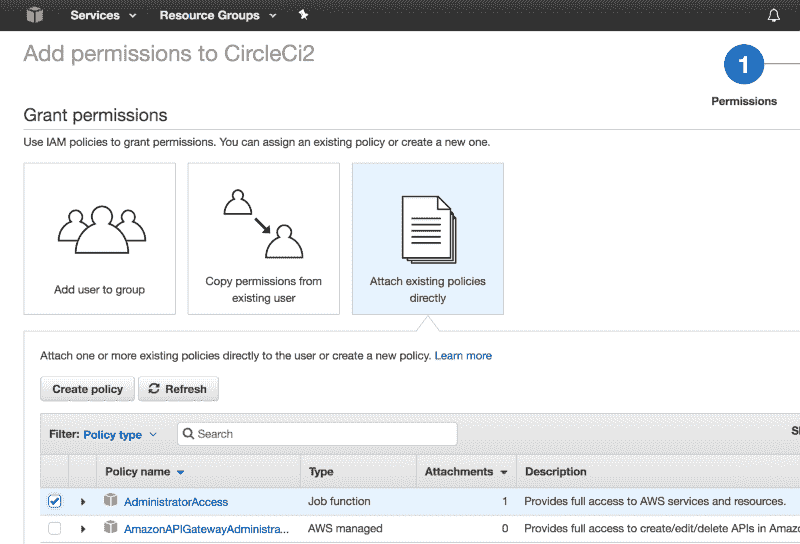 Services Resource Groups
Add permissions to CircleCi2
1
Permissions
Grant permissions
Use IAM policies to grant permissions. You can assign an existing policy or create a new one.
Add user to group
Copy permissions from
existing user
Attach existing policies
directly
Attach one or more existing policies directly to the user or create a new policy. Learn more
Create policy Refresh
Filter: Policy type Search
Policy name Type Attachments Description
AdministratorAccess Job function 1 Provides full access to AWS services and resources.
AmazonAPIGatewayAdministra... AWS managed 0 Provides full access to create/edit/delete APIs in